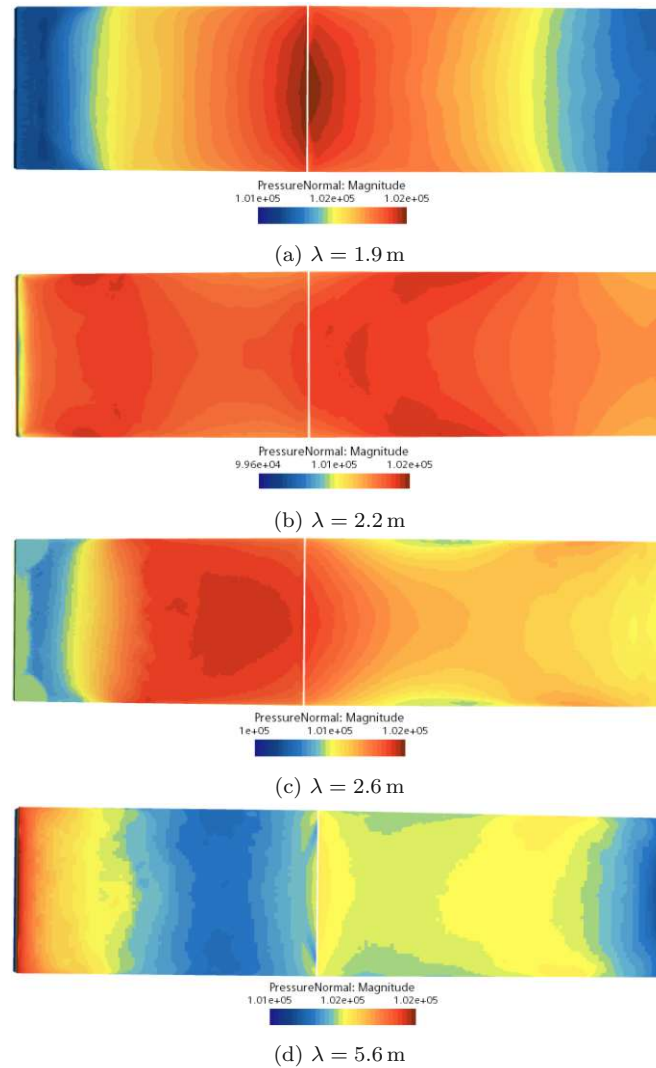 PressureNormal: Magnitude
1.01e+05 1.02e+05 1.02e+05
(a) λ = 1.9 m
PressureNormal: Magnitude
9.96e+04 1.01e+05 1.02e+05
(b) λ = 2.2 m
PressureNormal: Magnitude
1e+05 1.01e+05 1.02e+05
(c) λ = 2.6 m
PressureNormal: Magnitude
1.01e+05 1.02e+05 1.02e+05
(d) λ = 5.6 m